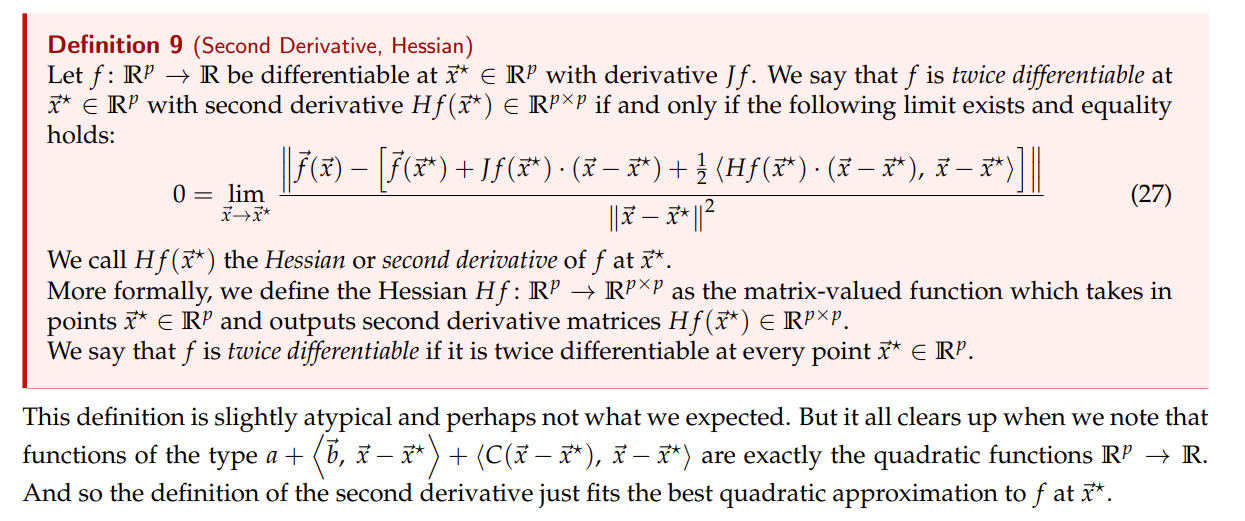 Definition 9 (Second Derivative, Hessian)
Let $f\colon \mathbb{R}^p \to \mathbb{R}$ be differentiable at $\vec{x}^\star \in \mathbb{R}^p$ with derivative $Jf$. We say that $f$ is twice differentiable at
$\vec{x}^\star \in \mathbb{R}^p$ with second derivative $Hf(\vec{x}^\star) \in \mathbb{R}^{p \times p}$ if and only if the following limit exists and equality
holds:
$$0 = \lim_{\vec{x} \to \vec{x}^\star} \frac{\left\| \vec{f}(\vec{x}) - \left[ \vec{f}(\vec{x}^\star) + Jf(\vec{x}^\star) \cdot (\vec{x} - \vec{x}^\star) + \frac{1}{2} \left\langle Hf(\vec{x}^\star) \cdot (\vec{x} - \vec{x}^\star), \vec{x} - \vec{x}^\star \right\rangle \right] \right\|}{\left\| \vec{x} - \vec{x}^\star \right\|^2} \quad (27)$$
We call $Hf(\vec{x}^\star)$ the Hessian or second derivative of $f$ at $\vec{x}^\star$.
More formally, we define the Hessian $Hf\colon \mathbb{R}^p \to \mathbb{R}^{p \times p}$ as the matrix-valued function which takes in
points $\vec{x}^\star \in \mathbb{R}^p$ and outputs second derivative matrices $Hf(\vec{x}^\star) \in \mathbb{R}^{p \times p}$.
We say that $f$ is twice differentiable if it is twice differentiable at every point $\vec{x}^\star \in \mathbb{R}^p$.
This definition is slightly atypical and perhaps not what we expected. But it all clears up when we note that
functions of the type $a + \left\langle \vec{b}, \vec{x} - \vec{x}^\star \right\rangle + \langle C(\vec{x} - \vec{x}^\star), \vec{x} - \vec{x}^\star \rangle$ are exactly the quadratic functions $\mathbb{R}^p \to \mathbb{R}$.
And so the definition of the second derivative just fits the best quadratic approximation to $f$ at $\vec{x}^\star$.